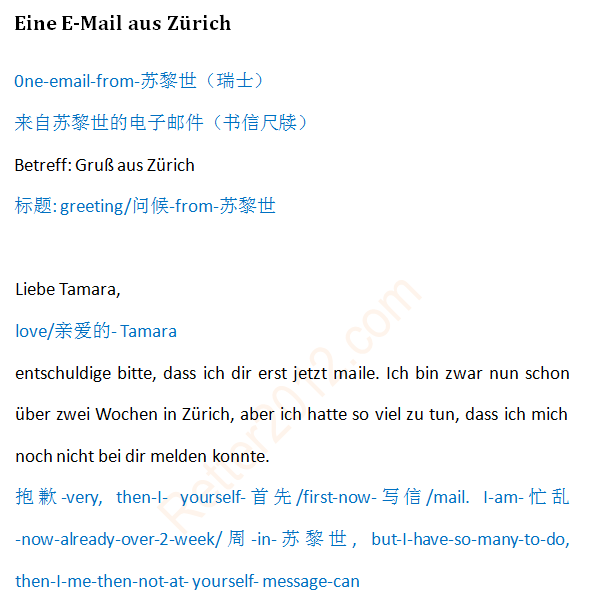 Eine E-Mail aus Zürich
0ne-email-from-苏黎世（瑞士）
来自苏黎世的电子邮件（书信尺牍）
Betreff: Gruß aus Zürich
标题: greeting/问候-from-苏黎世
Liebe Tamara,
love/亲爱的- Tamara
entschuldige bitte, dass ich dir erst jetzt maile. Ich bin zwar nun schon
über zwei Wochen in Zürich, aber ich hatte so viel zu tun, dass ich mich
noch nicht bei dir melden konnte.
抱歉-very, then-I- yourself-首先/first-now-写信/mail. I-am-忙乱
-now-already-over-2-week/周-in-苏黎世, but-I-have-so-many-to-do,
then-I-me-then-not-at- yourself- message-can